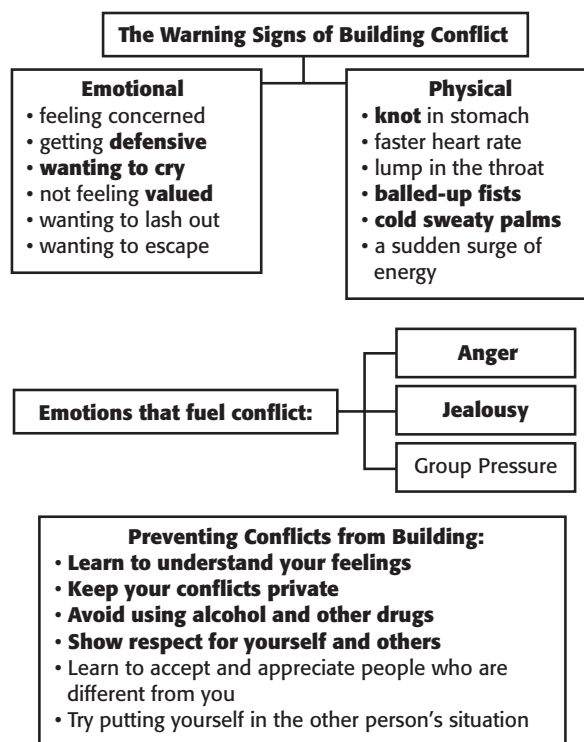 The Warning Signs of Building Conflict
Emotional
• feeling concerned
• getting defensive
• wanting to cry
• not feeling valued
• wanting to lash out
• wanting to escape
Physical
• knot in stomach
• faster heart rate
• lump in the throat
• balled-up fists
• cold sweaty palms
• a sudden surge of
energy
Emotions that fuel conflict:
Anger
Jealousy
Group Pressure
Preventing Conflicts from Building:
• Learn to understand your feelings
• Keep your conflicts private
• Avoid using alcohol and other drugs
• Show respect for yourself and others
• Learn to accept and appreciate people who are
different from you
• Try putting yourself in the other person’s situation